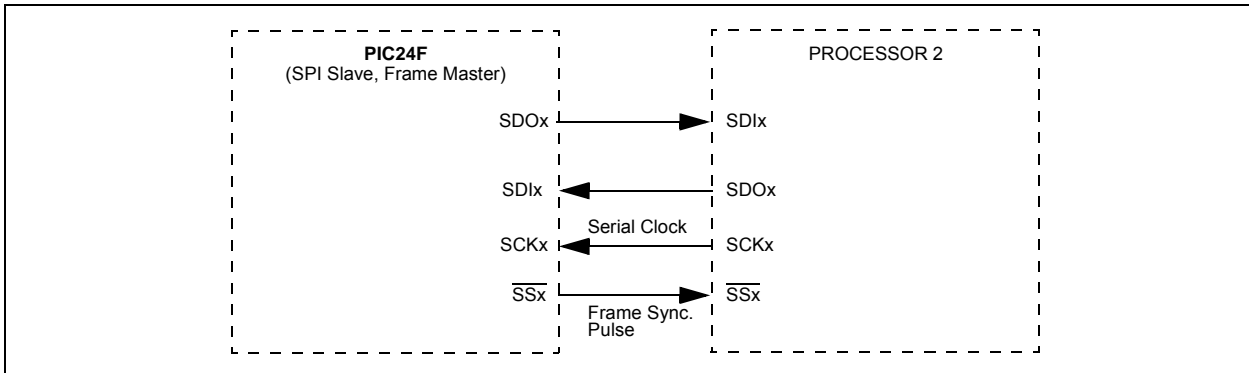 PIC24F
(SPI Slave, Frame Master)
PROCESSOR 2
SDOx
SDIx
SDIx
SDOx
Serial Clock
SCKx
SCKx
SSx
SSx
Frame Sync.
Pulse